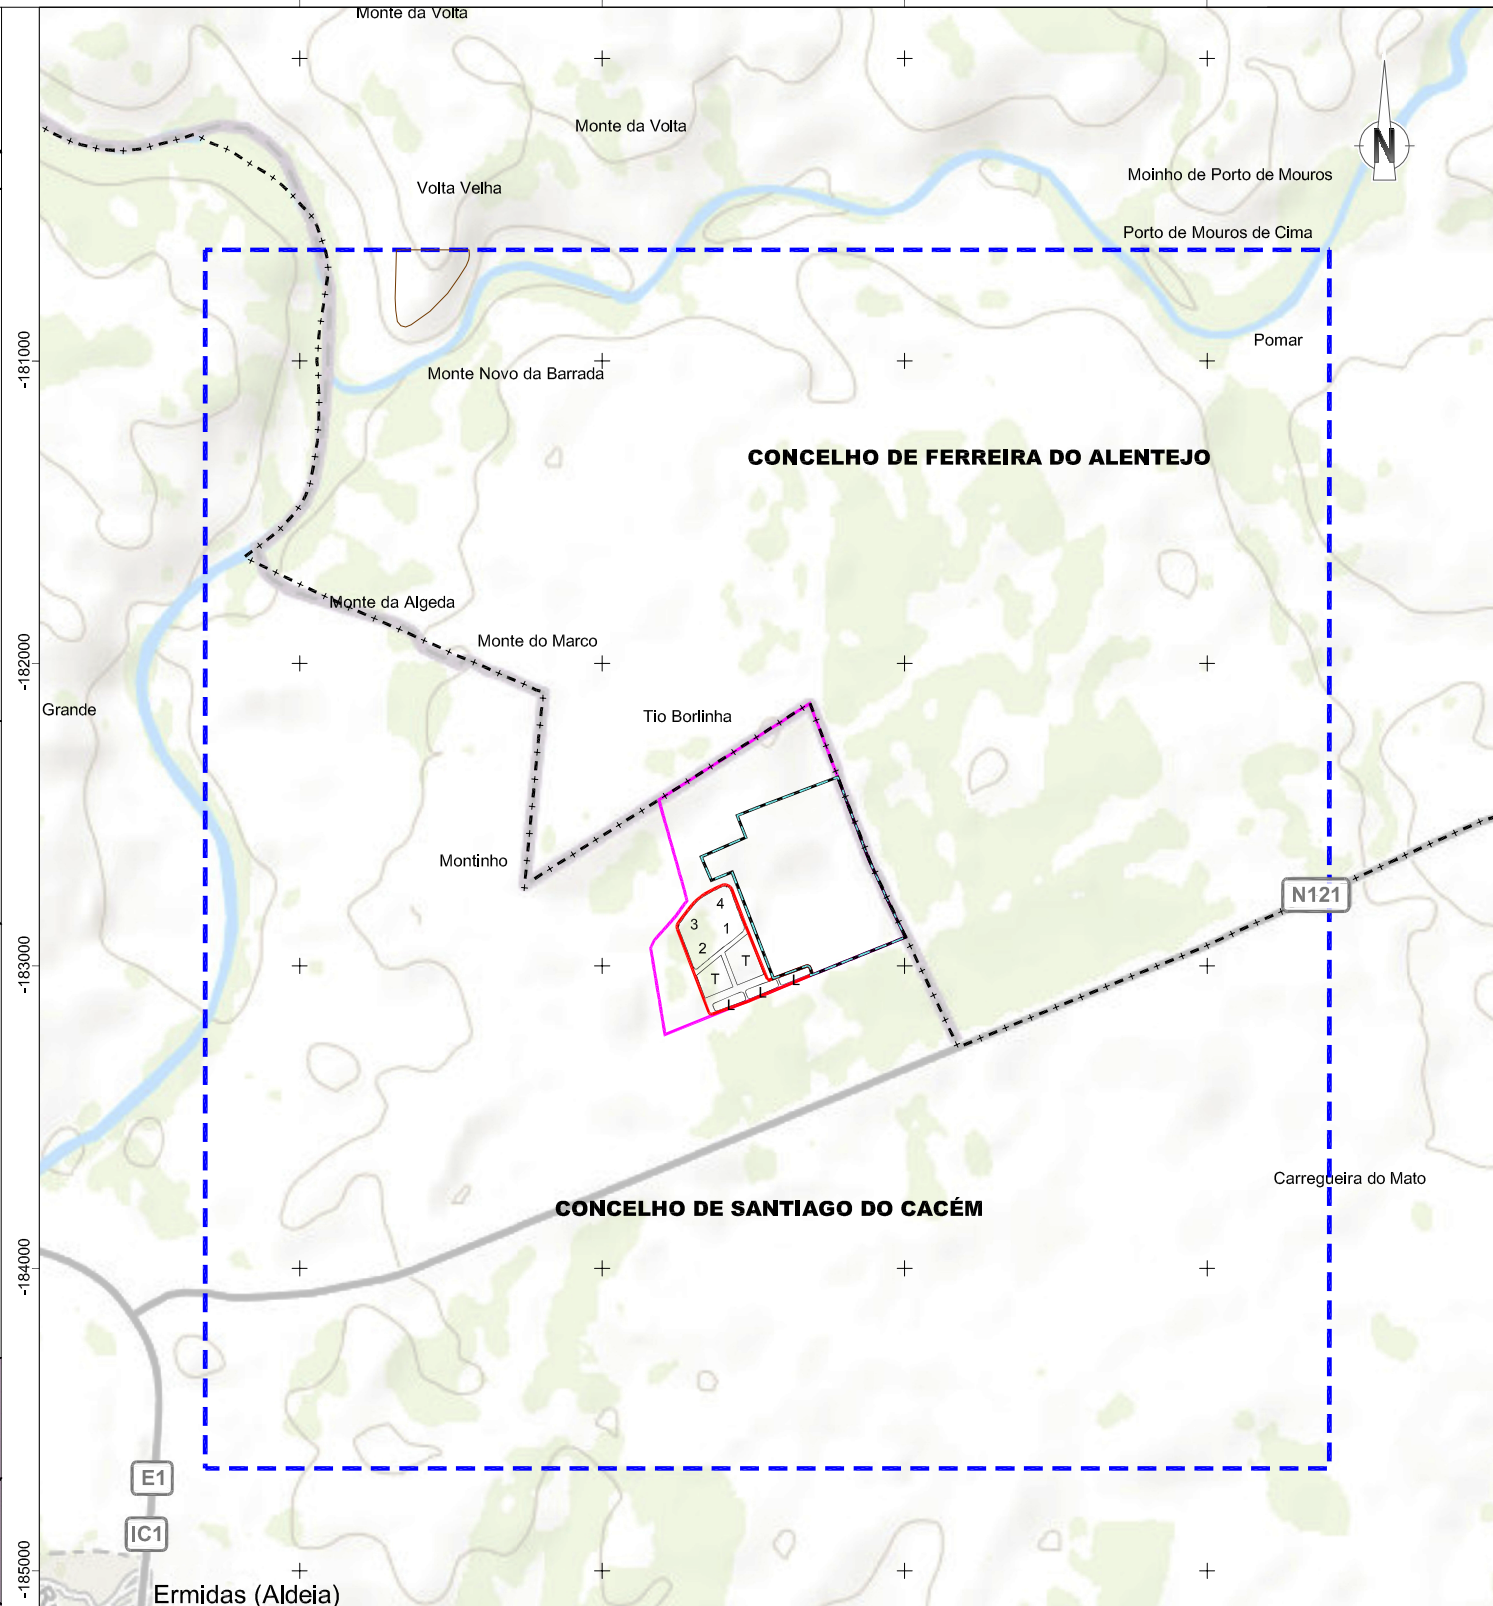 Monte da Volta
Monte da Volta
N
Moinho de Porto de Mouros
Volta Velha
Porto de Mouros de Cima
Pomar
-181000
Monte Novo da Barrada
CONCELHO DE FERREIRA DO ALENTEJO
Monte da Algeda
Monte do Marco
-182000
Grande
Tio Borlinha
Montinho
N121
4
3
1
2
T
T
-183000
L
L
L
Carregueira do Mato
CONCELHO DE SANTIAGO DO CACÉM
-184000
E1
IC1
-185000
Ermidas (Aldeia)